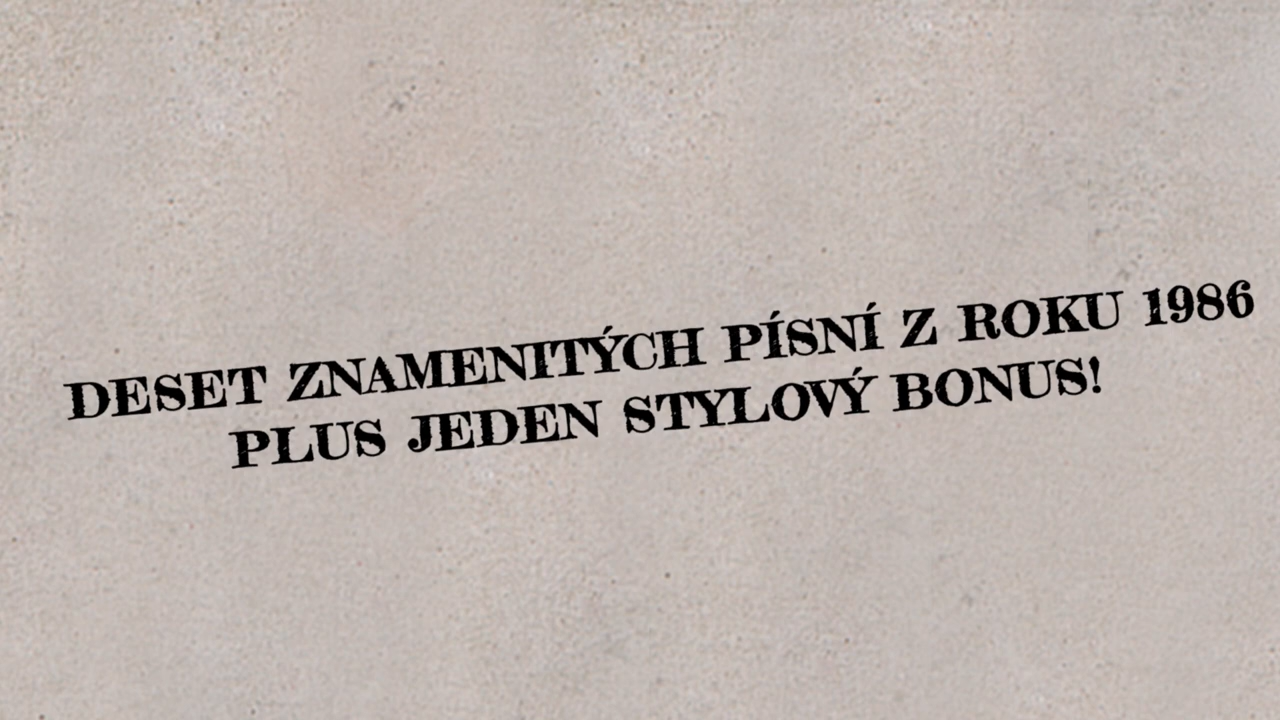 DESET ZNAMENITÝCH PÍSNÍ Z ROKU 1986
PLUS JEDEN STYLOVÝ BONUS!